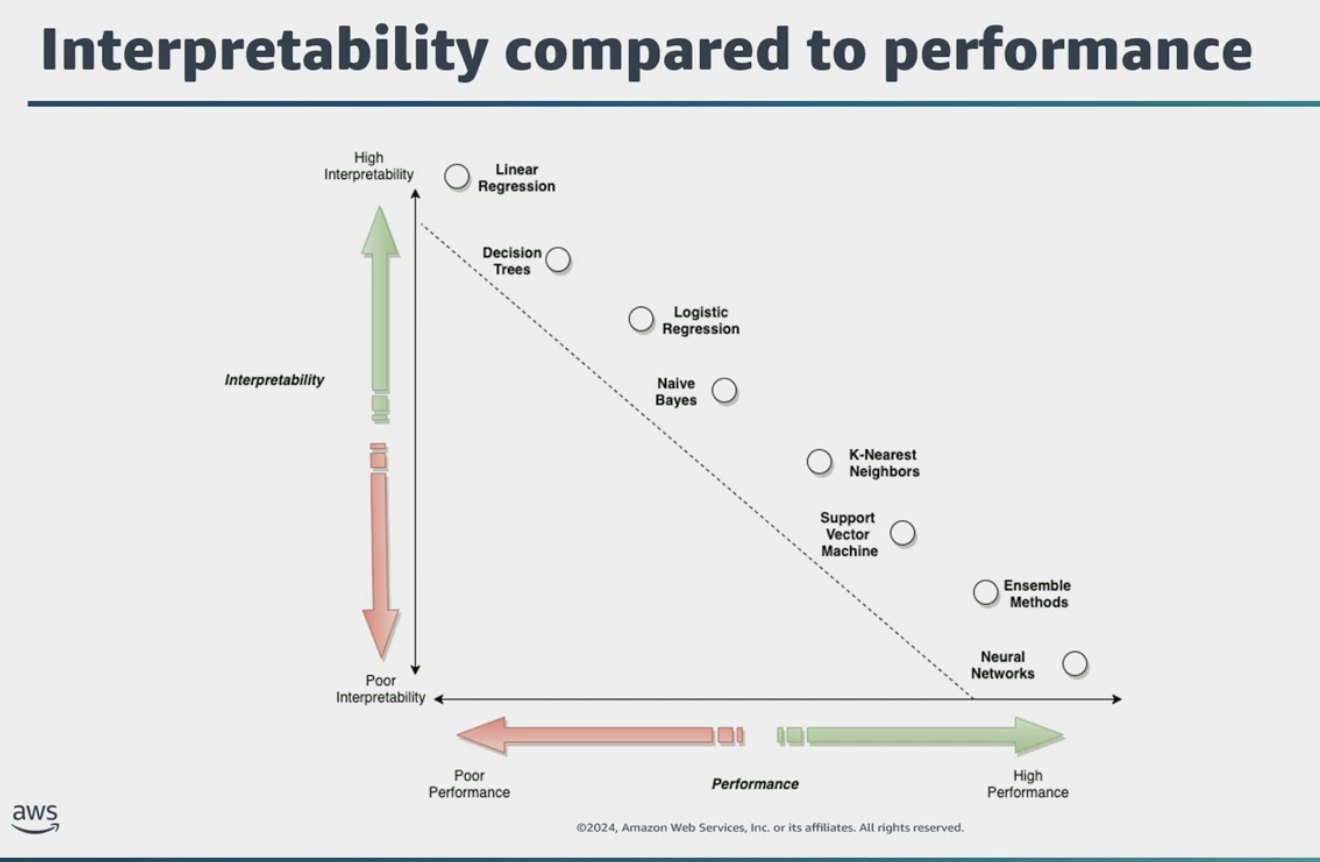 Interpretability compared to performance
High
Interpretability
Linear
Regression
Decision
Trees
Logistic
Regression
Interpretability
Naive
Bayes
K-Nearest
Neighbors
Support
Vector
Machine
Ensemble
Methods
Neural
Networks
Poor
Interpretability
Poor
Performance
Performance
High
Performance
aws
©2024, Amazon Web Services, Inc. or its affiliates. All rights reserved.